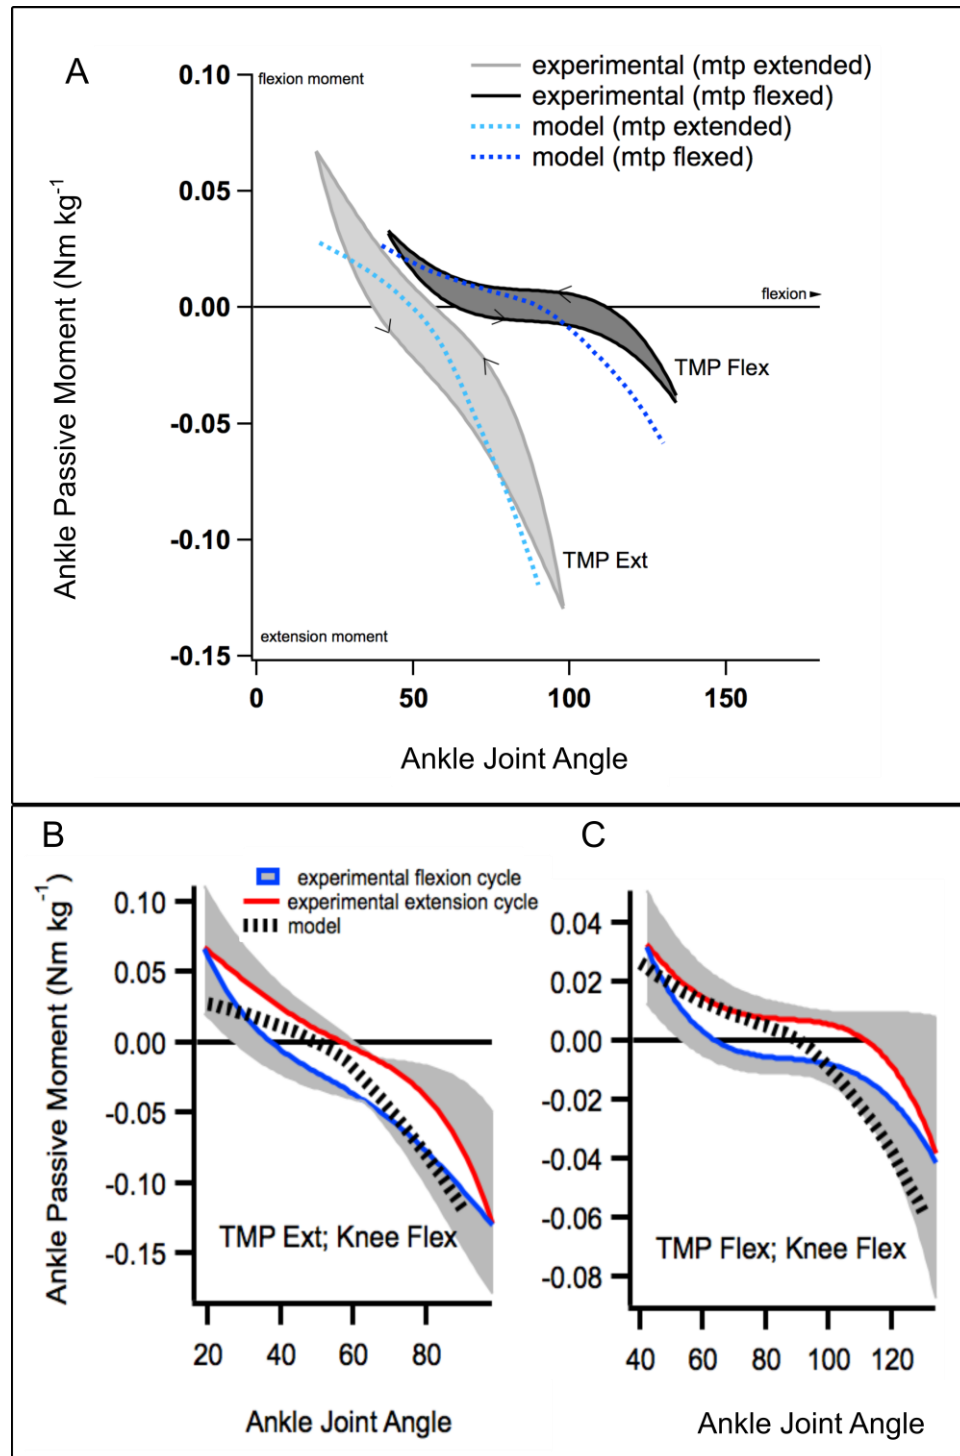 A
0.10
flexion moment
experimental (mtp extended)
experimental (mtp flexed)
model (mtp extended)
model (mtp flexed)
0.05
0.00
flexion
TMP Flex
-0.05
-0.10
TMP Ext
extension moment
-0.15
0 50 100 150
Ankle Passive Moment (Nm kg-1)
Ankle Joint Angle
B
experimental flexion cycle
experimental extension cycle
model
0.10
0.05
0.00
-0.05
-0.10
-0.15
TMP Ext; Knee Flex
20 40 60 80
Ankle Passive Moment (Nm kg-1)
Ankle Joint Angle
C
0.04
0.02
0.00
-0.02
-0.04
-0.06
-0.08
TMP Flex; Knee Flex
40 60 80 100 120
Ankle Joint Angle